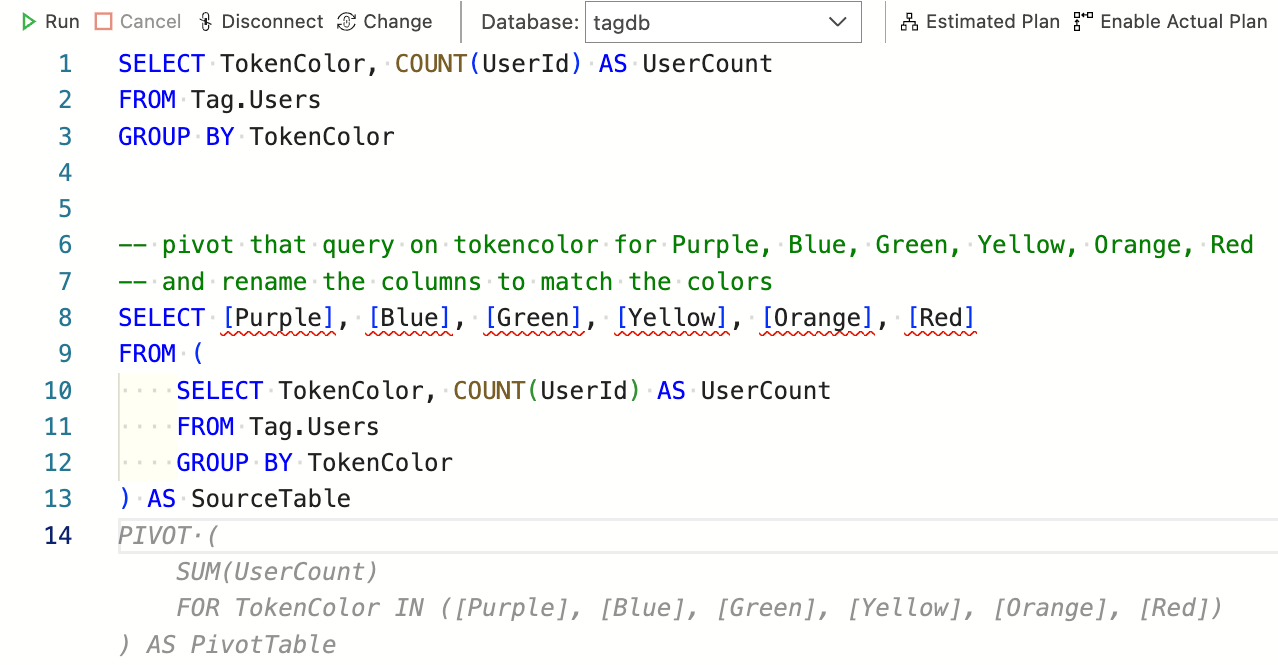 Run Cancel Disconnect Change Database: tagdb Estimated Plan Enable Actual Plan
1 SELECT TokenColor, COUNT(UserId) AS UserCount
2 FROM Tag.Users
3 GROUP BY TokenColor
4
5
6 -- pivot that query on tokencolor for Purple, Blue, Green, Yellow, Orange, Red
7 -- and rename the columns to match the colors
8 SELECT [Purple], [Blue], [Green], [Yellow], [Orange], [Red]
9 FROM (
10 SELECT TokenColor, COUNT(UserId) AS UserCount
11 FROM Tag.Users
12 GROUP BY TokenColor
13 ) AS SourceTable
14 PIVOT (
SUM(UserCount)
FOR TokenColor IN ([Purple], [Blue], [Green], [Yellow], [Orange], [Red])
) AS PivotTable